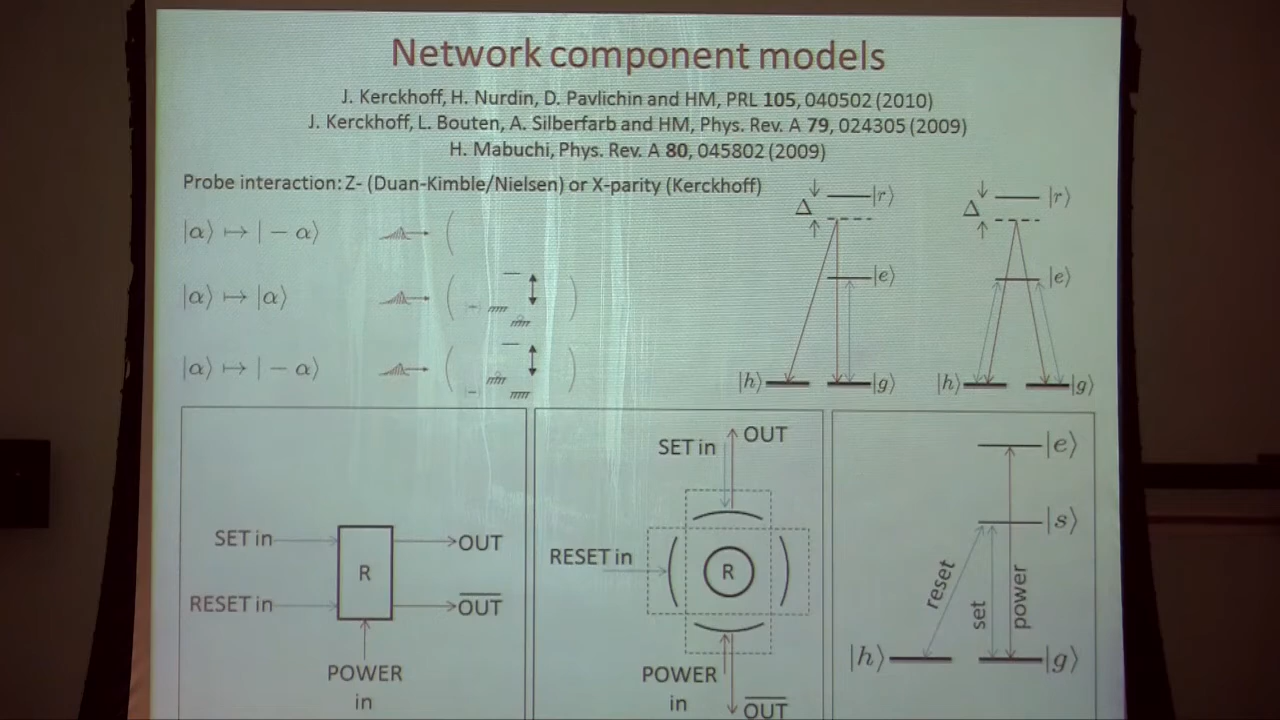 Network component models
J. Kerckhoff, H. Nurdin, D. Pavlichin and HM, PRL 105, 040502 (2010)
J. Kerckhoff, L. Bouten, A. Silberfarb and HM, Phys. Rev. A 79, 024305 (2009)
H. Mabuchi, Phys. Rev. A 80, 045802 (2009)
Probe interaction: Z- (Duan-Kimble/Nielsen) or X-parity (Kerckhoff)
|α⟩ ↦ |−α⟩
|α⟩ ↦ |α⟩
|α⟩ ↦ |−α⟩
Δ |r⟩
|e⟩
|h⟩ |g⟩
Δ |r⟩
|e⟩
|h⟩ |g⟩
SET in
RESET in
R
OUT
O̅U̅T̅
POWER
in
SET in
OUT
RESET in
R
POWER
in
O̅U̅T̅
|e⟩
|s⟩
reset
set
power
|h⟩ |g⟩